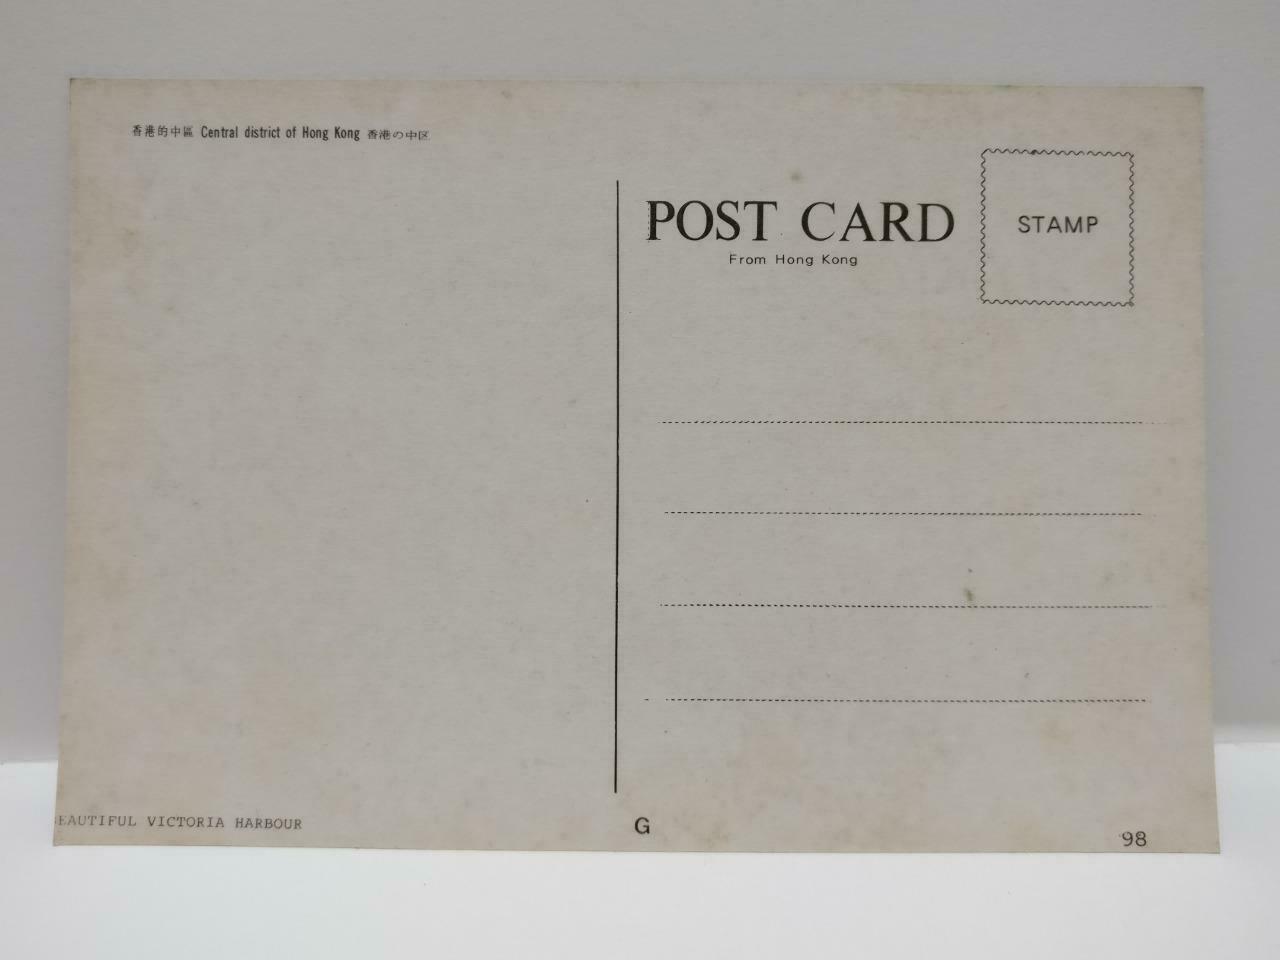 香港的中區 Central district of Hong Kong 香港の中区
POST CARD
From Hong Kong
STAMP
EAUTIFUL VICTORIA HARBOUR
G
98